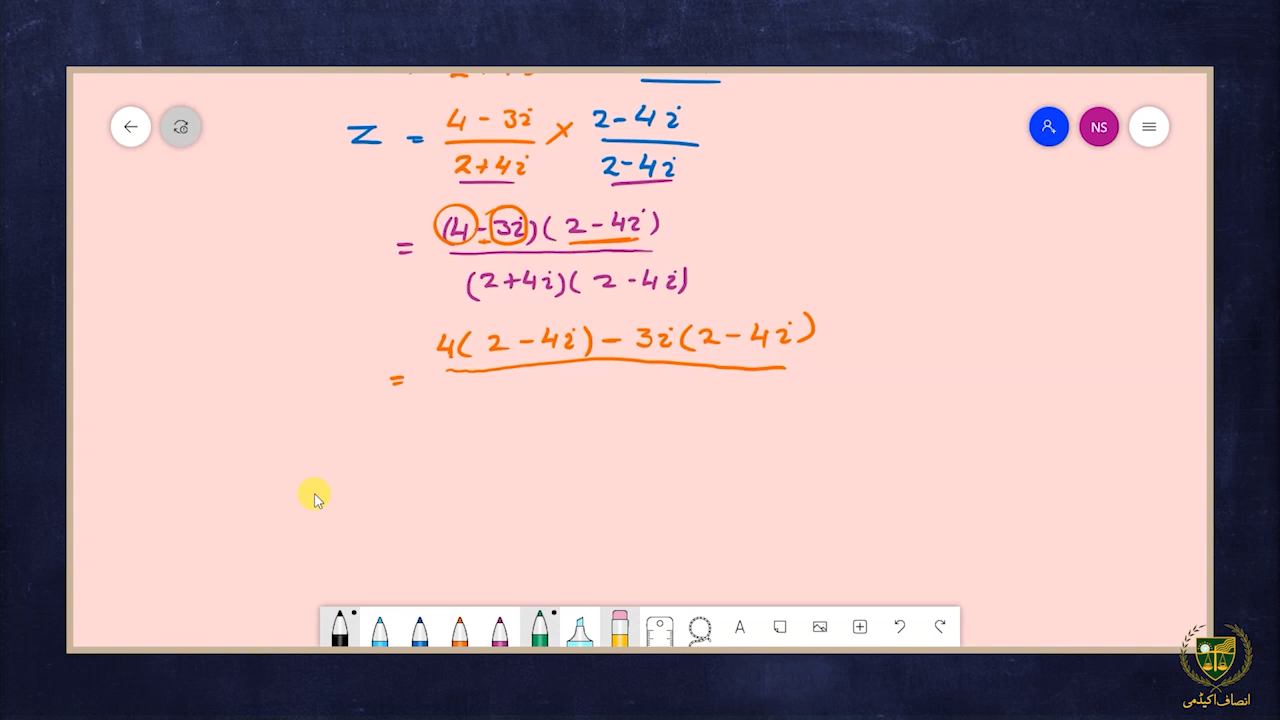 Z = 4 - 3i / 2 + 4i × 2 - 4i / 2 - 4i
= (4 - 3i)(2 - 4i) / (2 + 4i)(2 - 4i)
= 4(2 - 4i) - 3i(2 - 4i)
NS
A
انصاف اکیڈمی